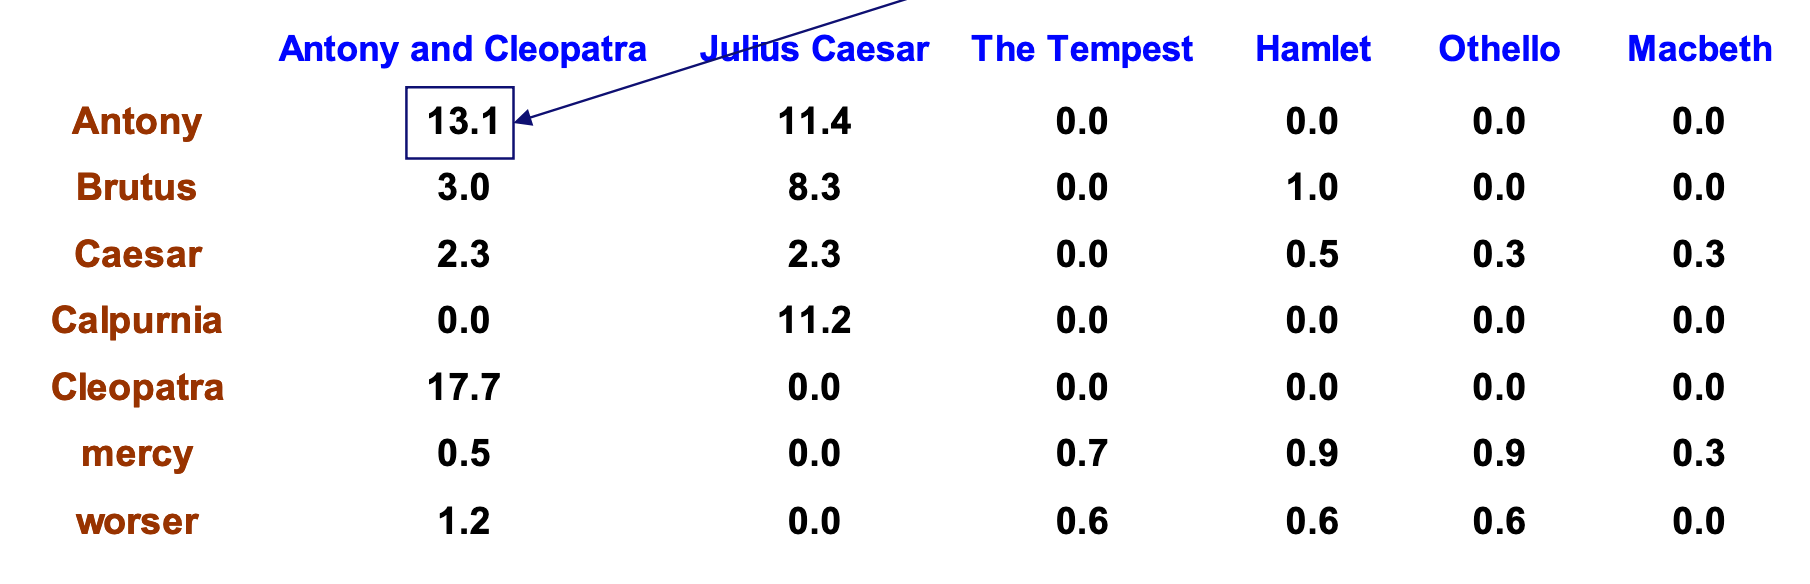 Antony and Cleopatra Julius Caesar The Tempest Hamlet Othello Macbeth
Antony 13.1 11.4 0.0 0.0 0.0 0.0
Brutus 3.0 8.3 0.0 1.0 0.0 0.0
Caesar 2.3 2.3 0.0 0.5 0.3 0.3
Calpurnia 0.0 11.2 0.0 0.0 0.0 0.0
Cleopatra 17.7 0.0 0.0 0.0 0.0 0.0
mercy 0.5 0.0 0.7 0.9 0.9 0.3
worser 1.2 0.0 0.6 0.6 0.6 0.0